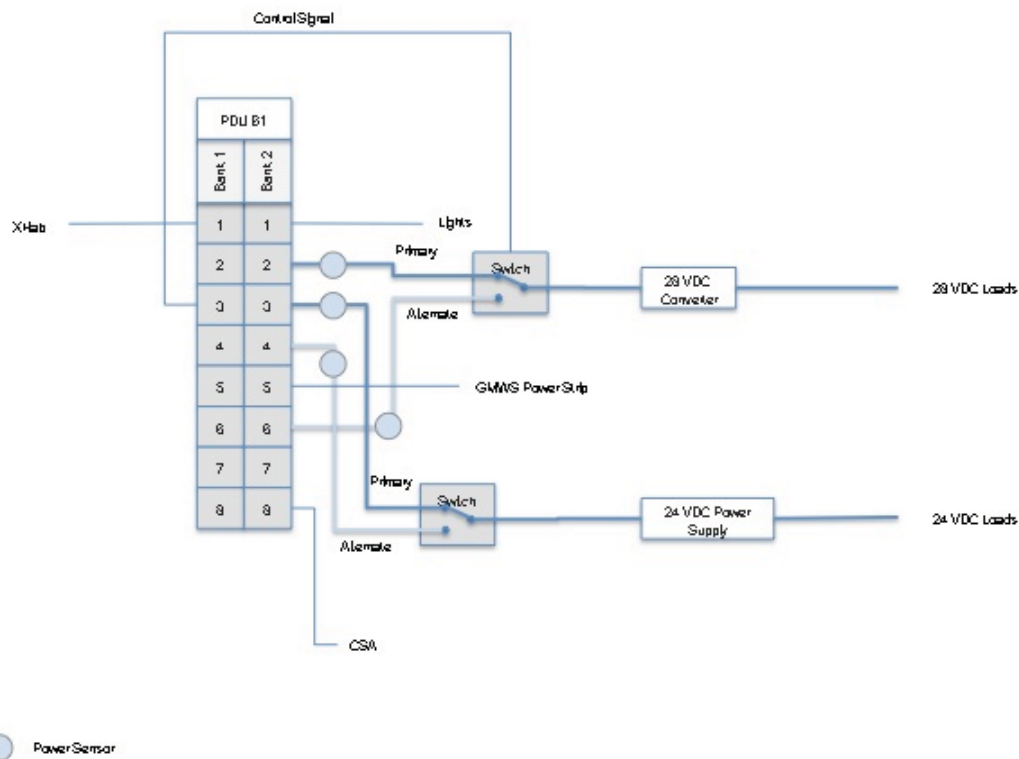 Control Signal
PDU B1
Bank 1
Bank 2
XHab
1 1
Lights
2 2
Primary
Switch
28 VDC
Converter
28 VDC Loads
3 3
Alternate
4 4
5 5
GMWS Power Strip
6 6
7 7
Primary
Switch
8 8
24 VDC Power
Supply
24 VDC Loads
Alternate
CSA
Power Sensor